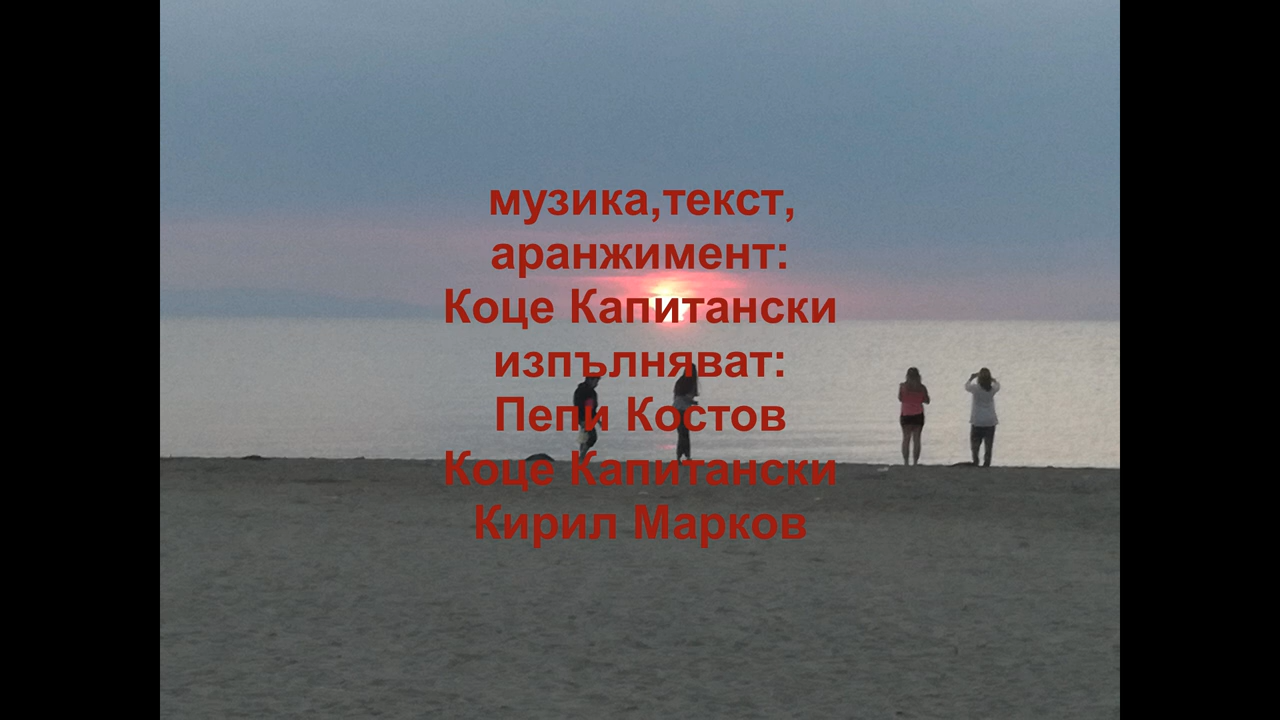 музика,текст,
аранжимент:
Коце Капитански
изпълняват:
Пепи Костов
Коце Капитански
Кирил Марков